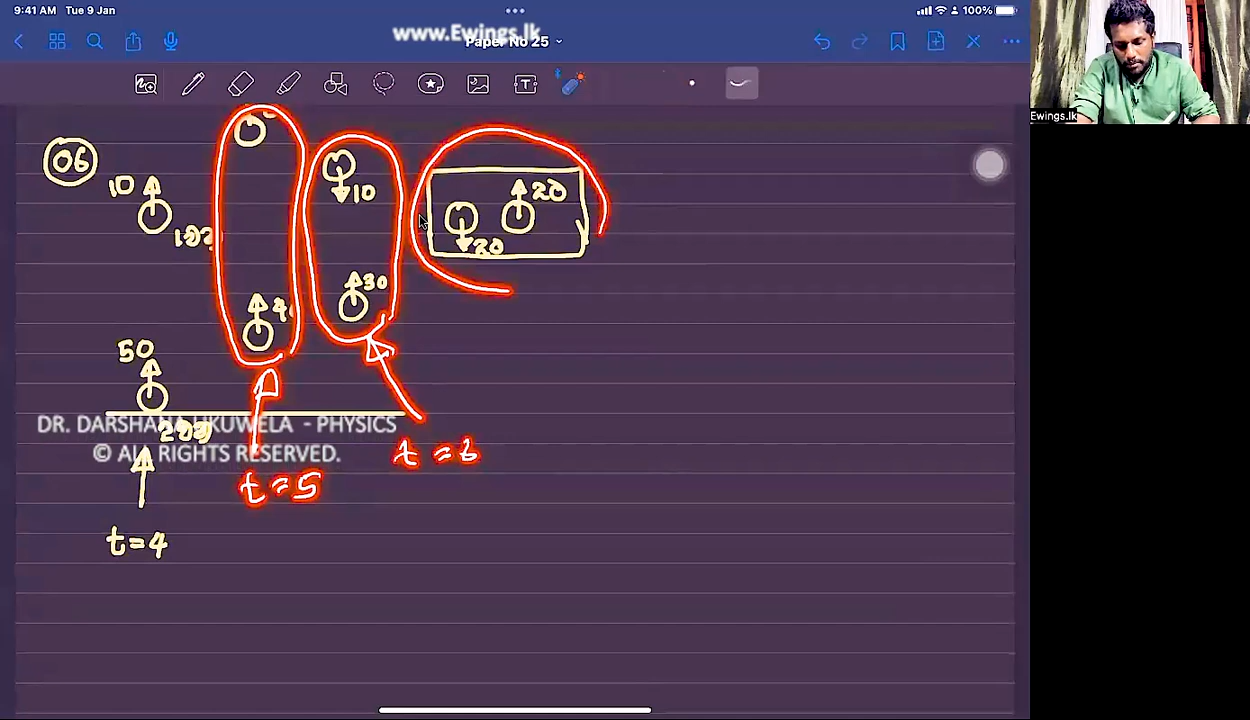 9:41 AM Tue 9 Jan
100%
www.Ewings.lk
Paper No 25
Ewings.lk
06
10
10
20
20
30
50
DR. DARSHANA UKUWELA - PHYSICS
© ALL RIGHTS RESERVED.
t = 5
t = 4